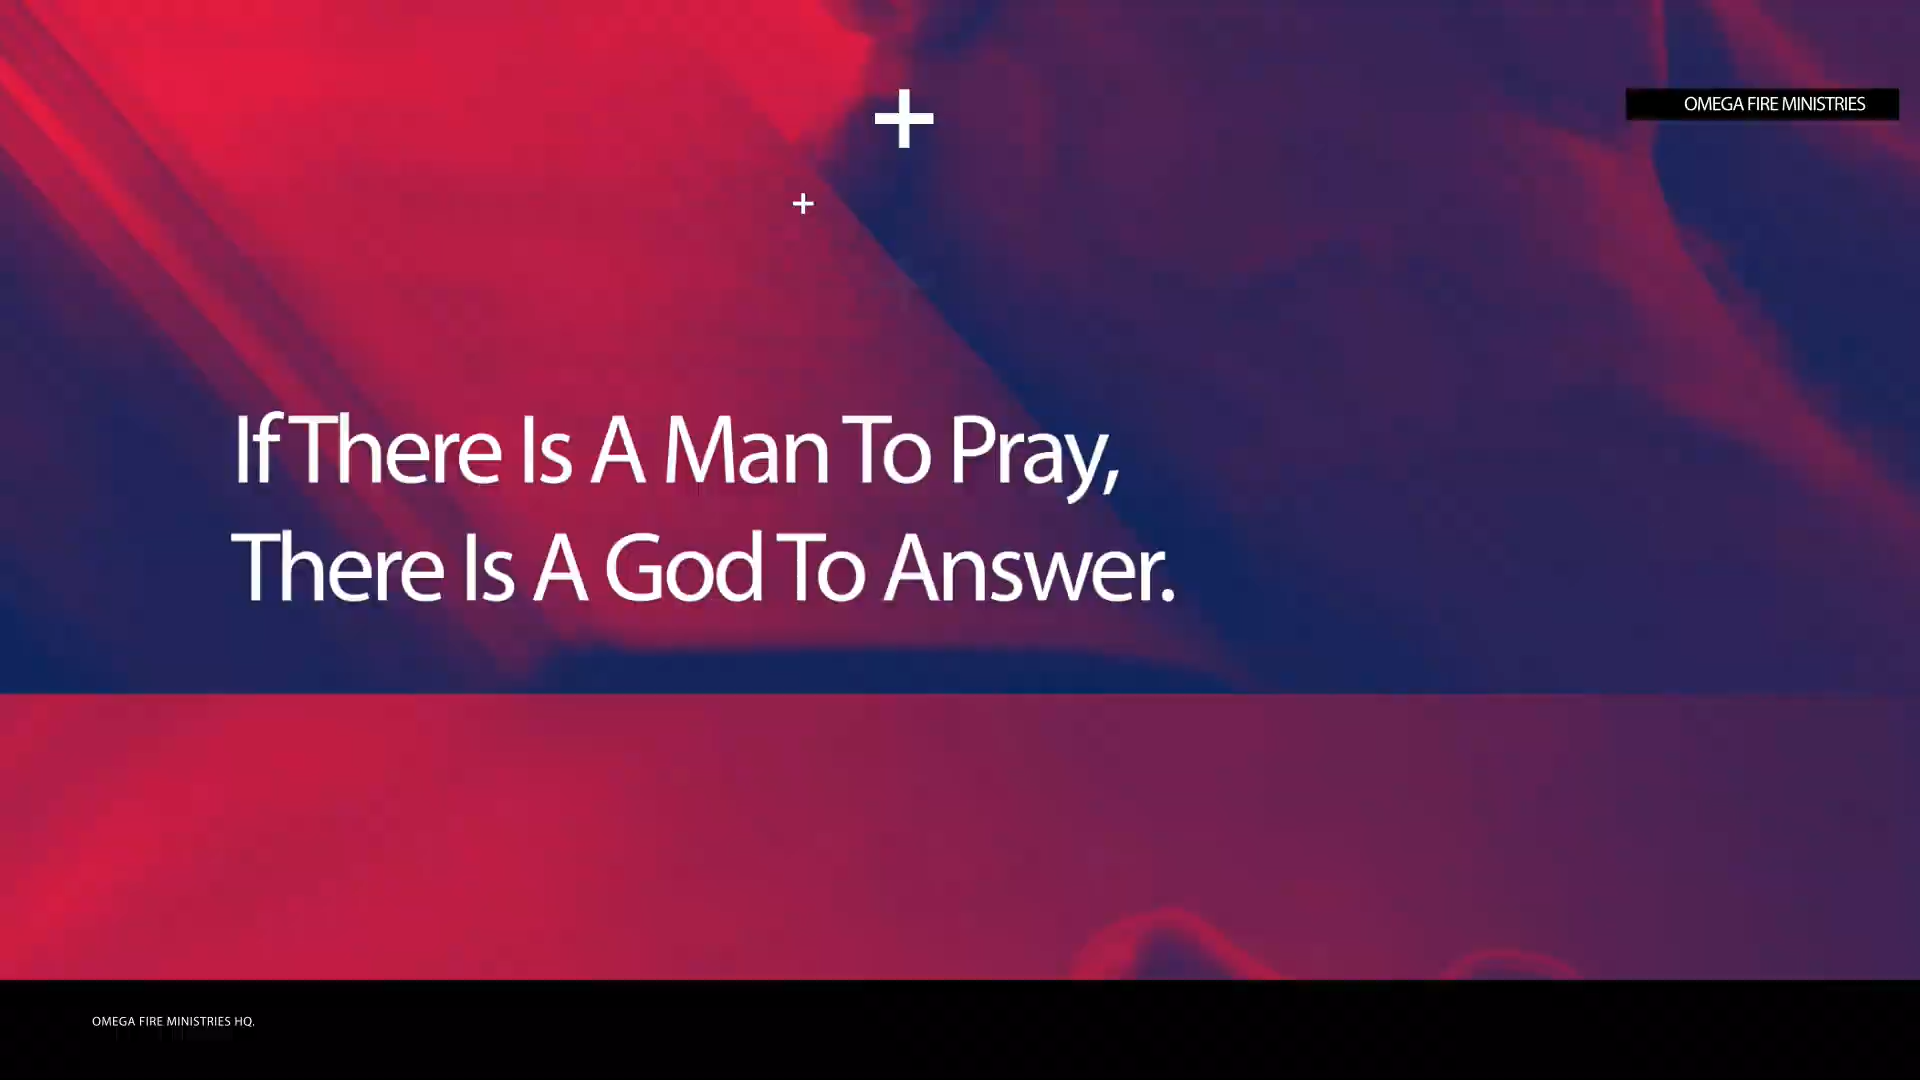 OMEGA FIRE MINISTRIES
If There Is A Man To Pray,
There Is A God To Answer.
OMEGA FIRE MINISTRIES HQ.